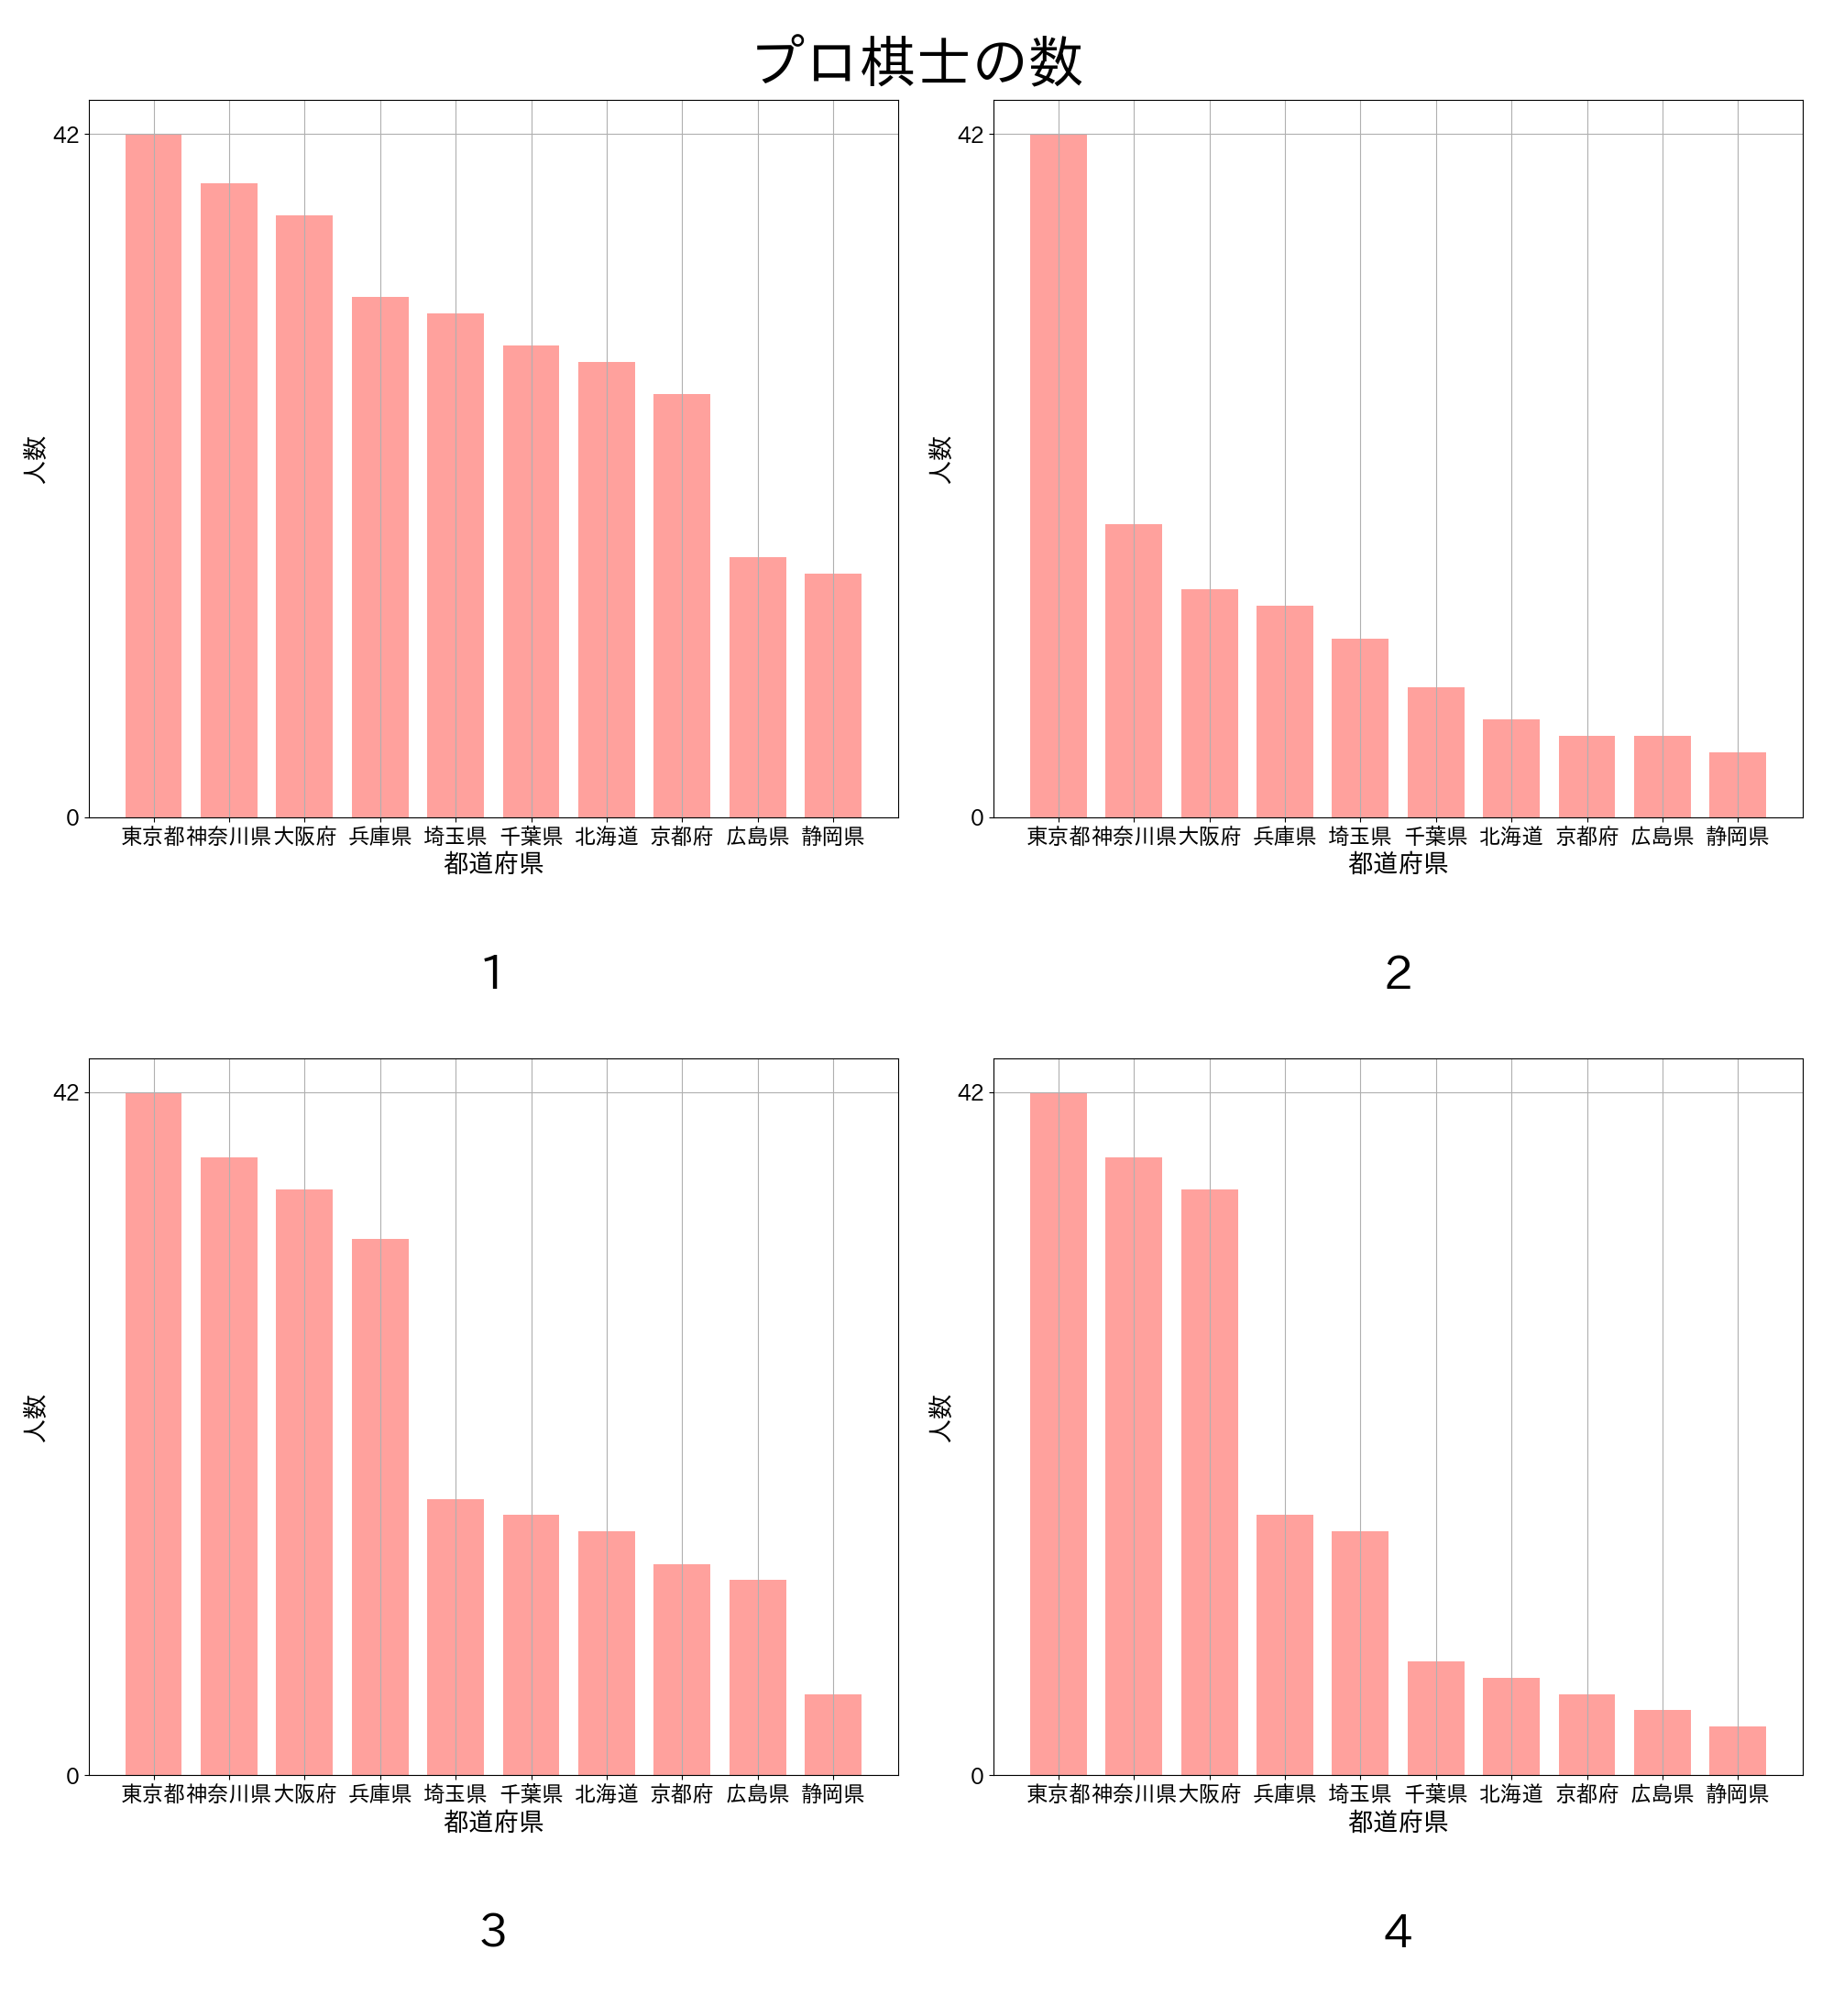 プロ棋士の数
42
0
人数
東京都 神奈川県 大阪府 兵庫県 埼玉県 千葉県 北海道 京都府 広島県 静岡県
都道府県
1
42
0
人数
東京都 神奈川県 大阪府 兵庫県 埼玉県 千葉県 北海道 京都府 広島県 静岡県
都道府県
2
42
0
人数
東京都 神奈川県 大阪府 兵庫県 埼玉県 千葉県 北海道 京都府 広島県 静岡県
都道府県
3
42
0
人数
東京都 神奈川県 大阪府 兵庫県 埼玉県 千葉県 北海道 京都府 広島県 静岡県
都道府県
4